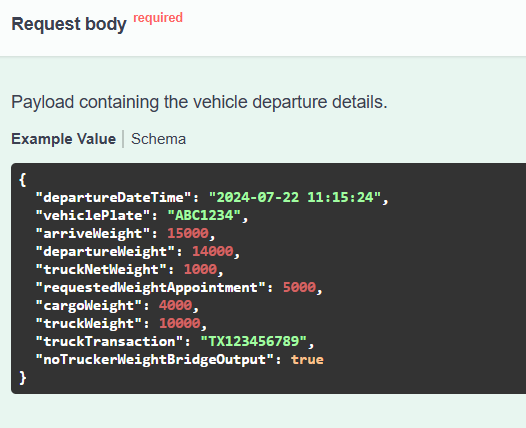 Request body required
Payload containing the vehicle departure details.
Example Value | Schema
{
  "departureDateTime": "2024-07-22 11:15:24",
  "vehiclePlate": "ABC1234",
  "arriveWeight": 15000,
  "departureWeight": 14000,
  "truckNetWeight": 1000,
  "requestedWeightAppointment": 5000,
  "cargoWeight": 4000,
  "truckWeight": 10000,
  "truckTransaction": "TX123456789",
  "noTruckerWeightBridgeOutput": true
}